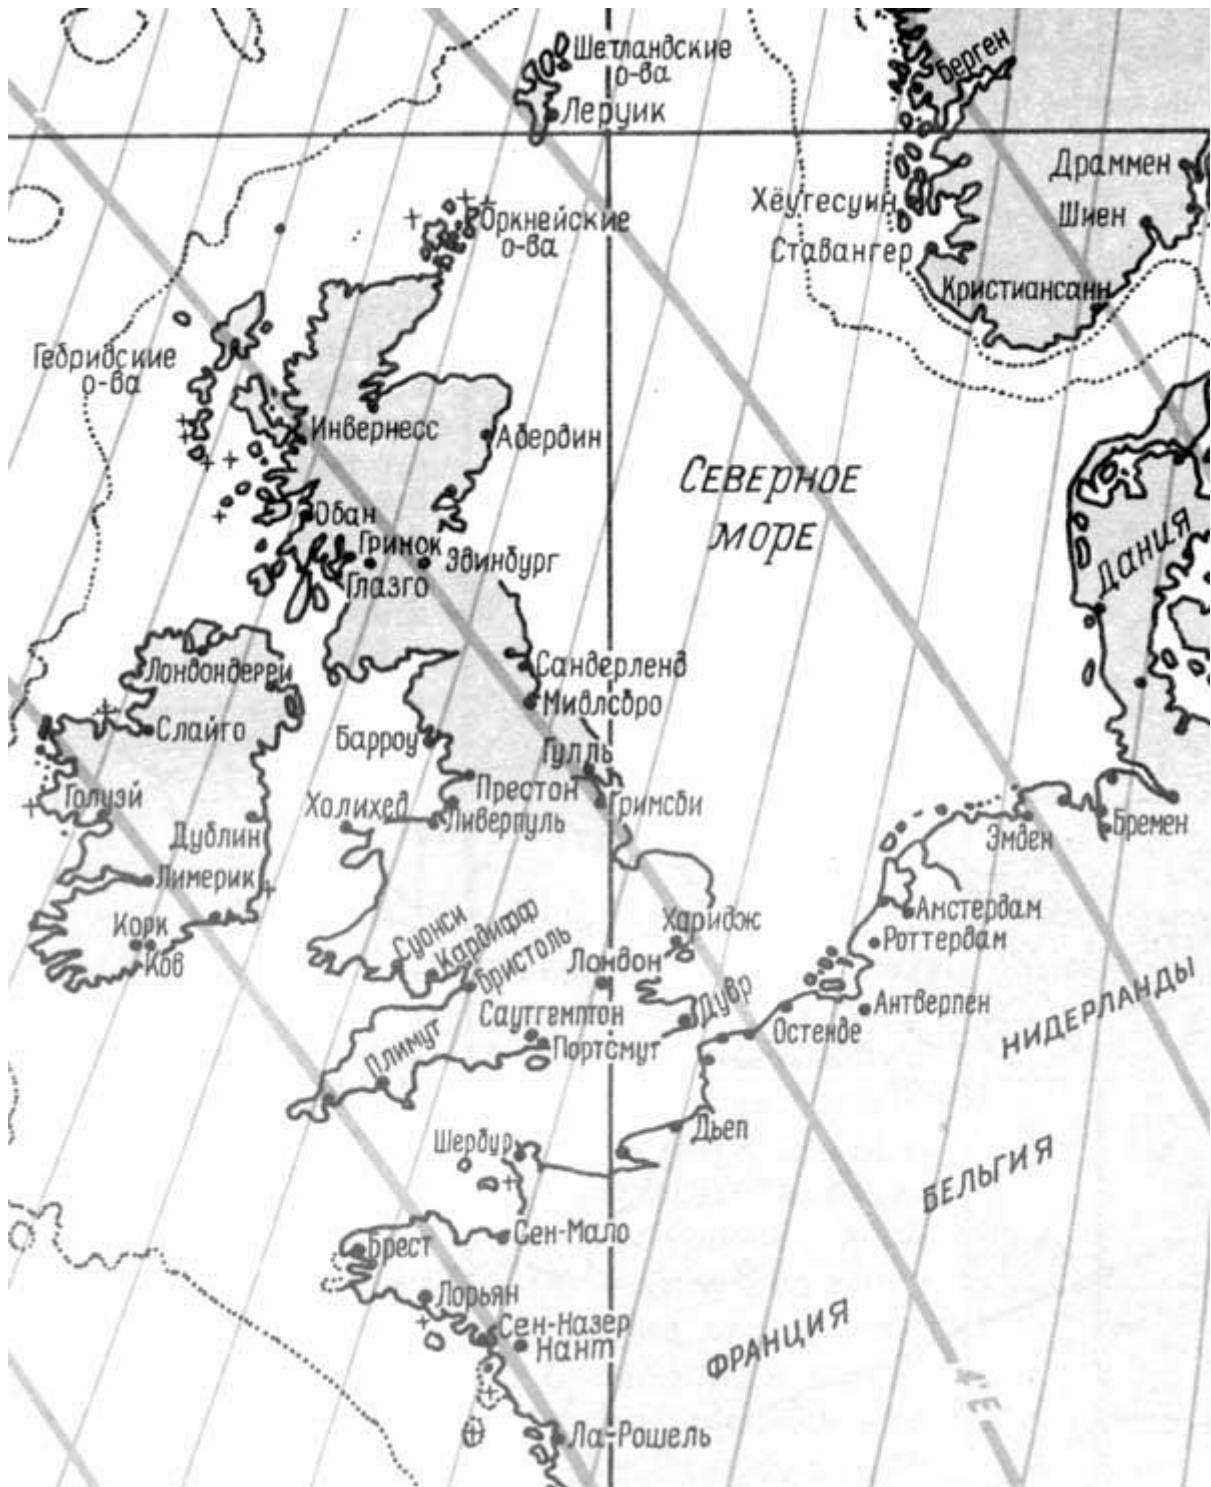 Шетландские
о-ва
Леруик
Берген
Драммен
Хёугесуин
Шиен
Оркнейские
о-ва
Ставангер
Кристиансанн
Гебридские
о-ва
Инвернесс
Абердин
СЕВЕРНОЕ
МОРЕ
Обан
Гринок
Эдинбург
Глазго
Дания
Лондондерри
Сандерленд
Мидлсбро
Слайго
Барроу
Гулль
Престон
Голуэй
Холихед
Гримсби
Ливерпуль
Дублин
Эмден
Бремен
Лимерик
Корк
Харидж
Амстердам
Суонси
Кардифф
Бристоль
Роттердам
Ков
Лондон
Антверпен
НИДЕРЛАНДЫ
Саутгемптон
Дувр
Остенде
Плимут
Портсмут
Дьеп
Шербур
БЕЛЬГИЯ
Сен-Мало
Брест
Лорьян
Сен-Назер
Нант
ФРАНЦИЯ
4°E
Ла-Рошель